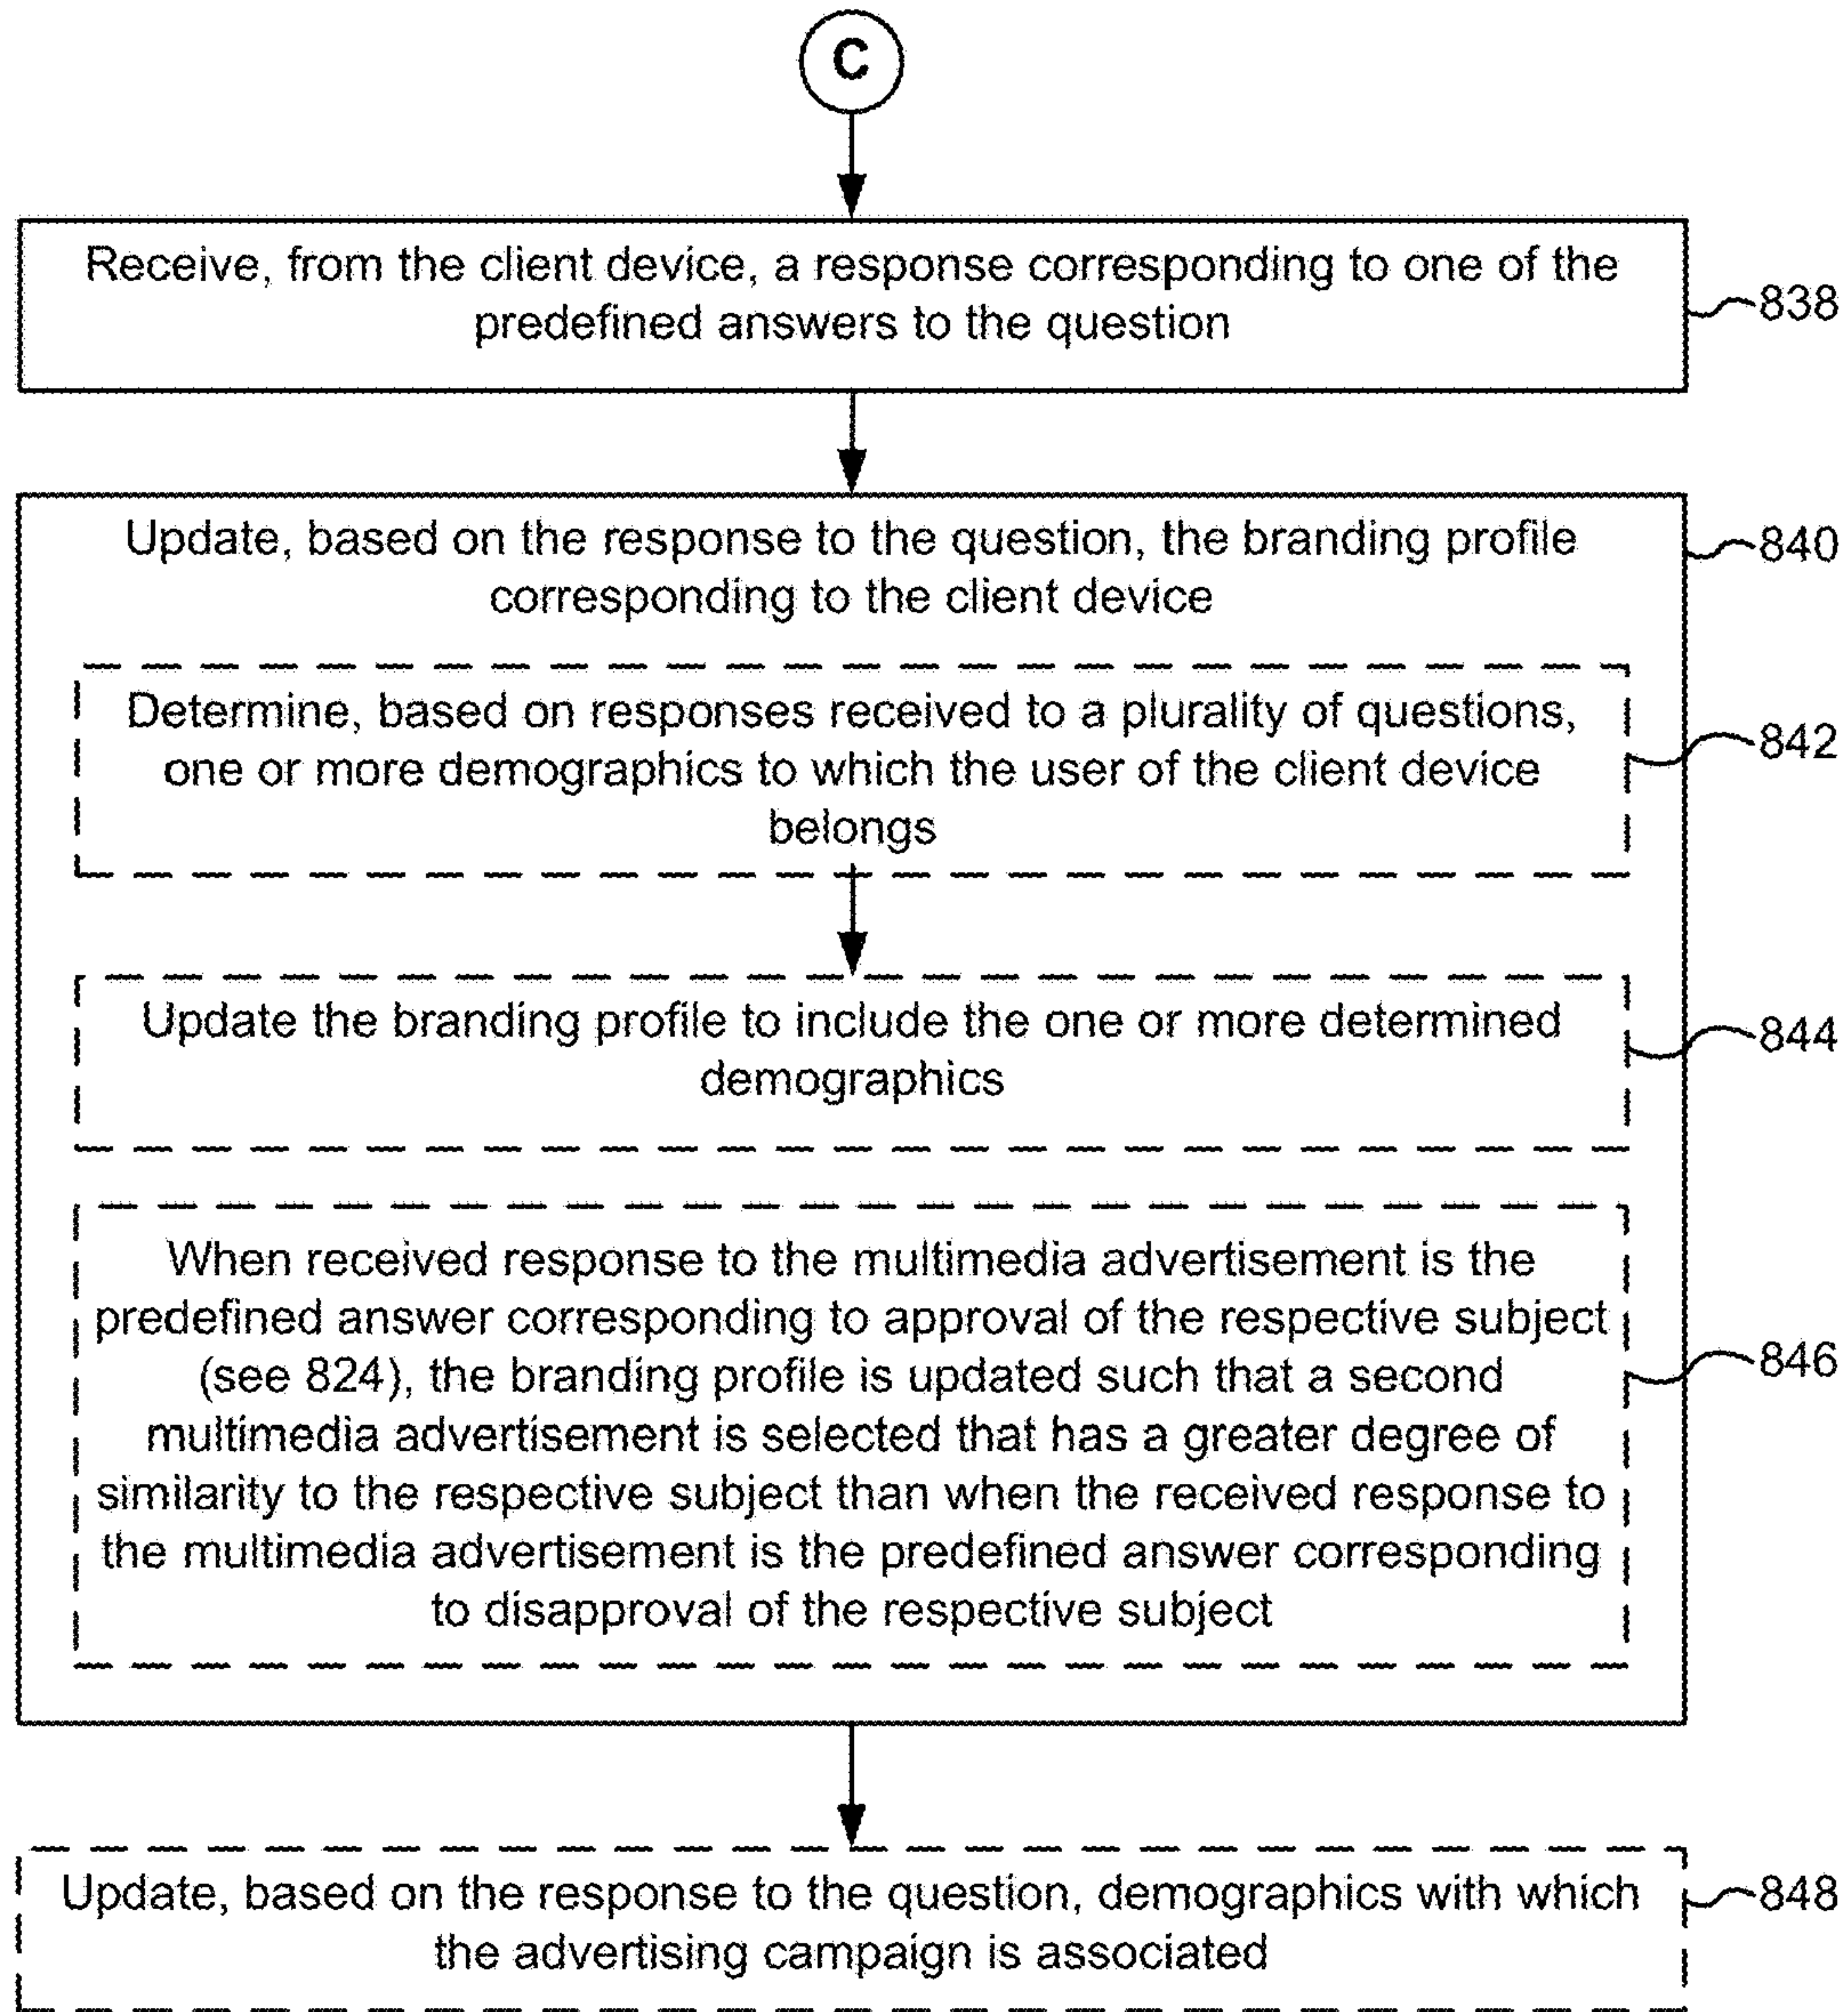 C
Receive, from the client device, a response corresponding to one of the
predefined answers to the question
838
Update, based on the response to the question, the branding profile
corresponding to the client device
840
Determine, based on responses received to a plurality of questions,
one or more demographics to which the user of the client device
belongs
842
Update the branding profile to include the one or more determined
demographics
844
When received response to the multimedia advertisement is the
predefined answer corresponding to approval of the respective subject
(see 824), the branding profile is updated such that a second
multimedia advertisement is selected that has a greater degree of
similarity to the respective subject than when the received response to
the multimedia advertisement is the predefined answer corresponding
to disapproval of the respective subject
846
Update, based on the response to the question, demographics with which
the advertising campaign is associated
848